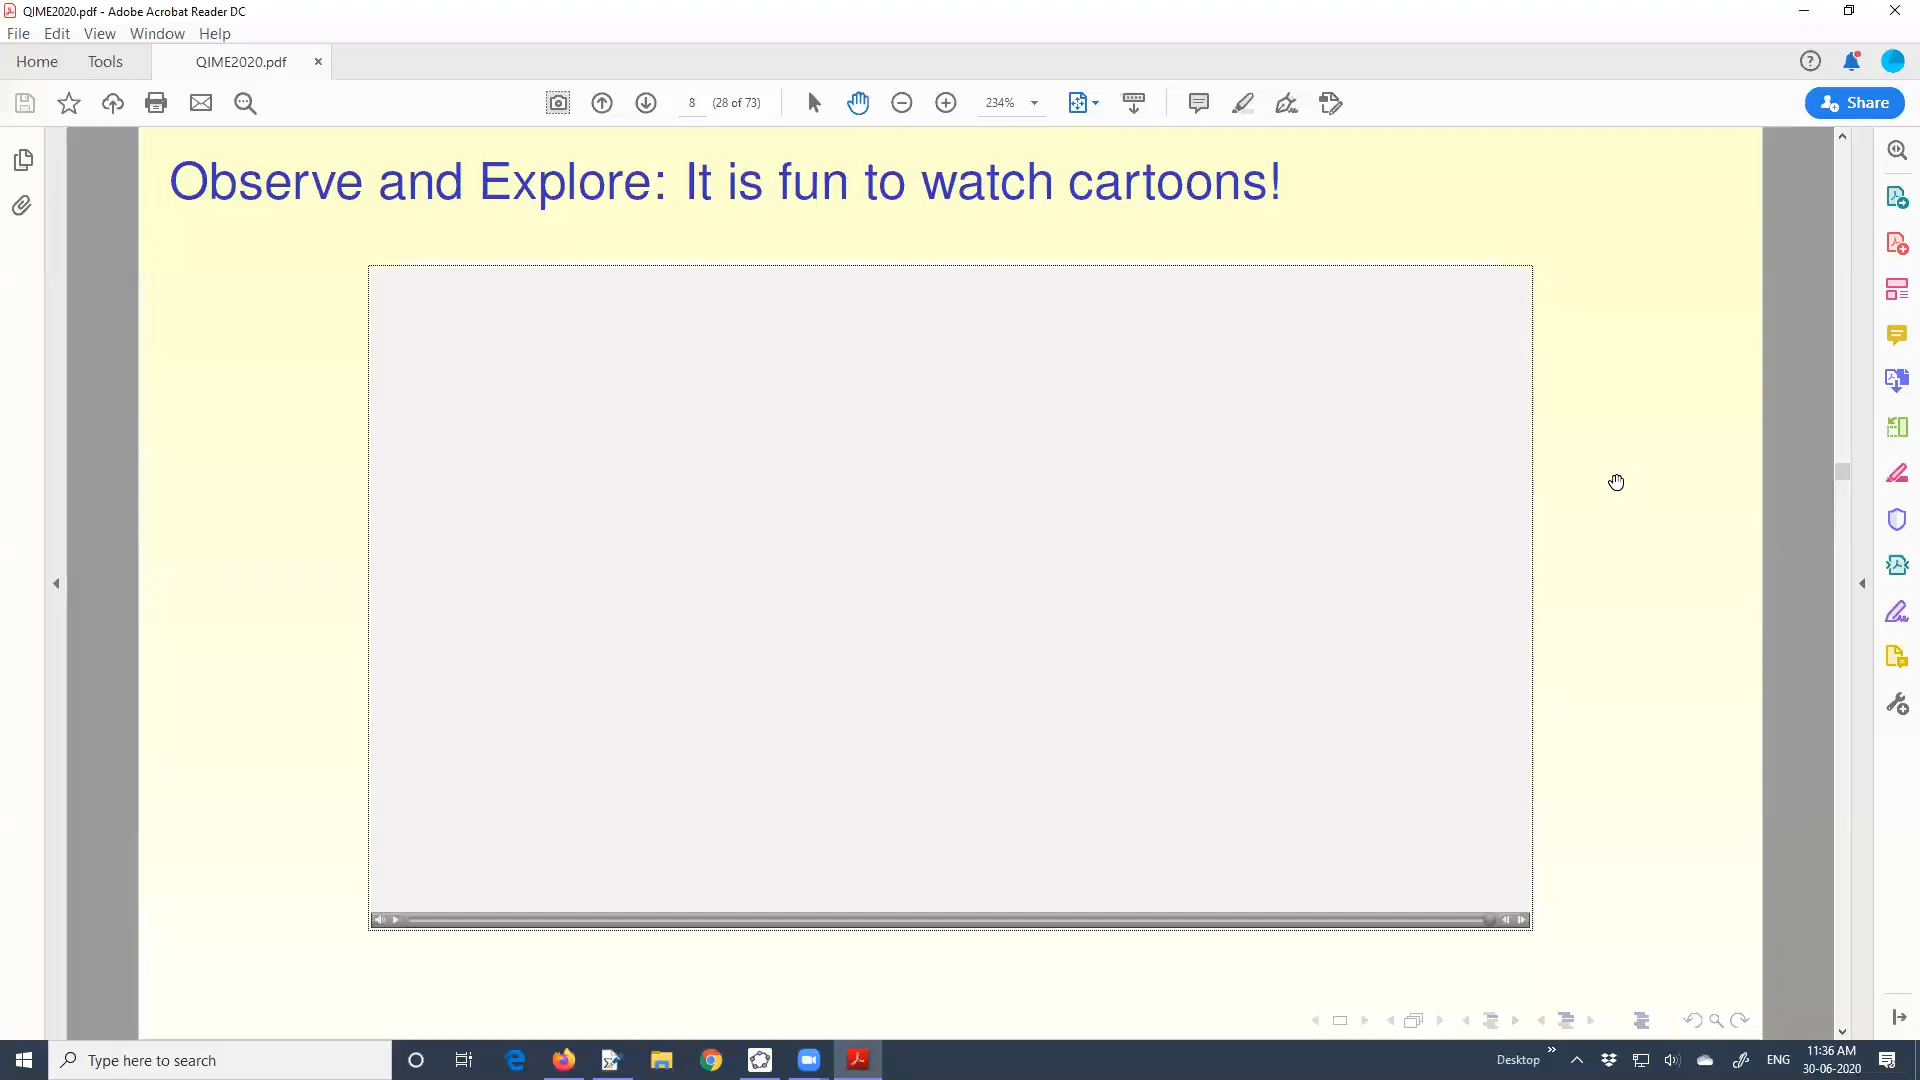 QIME2020.pdf - Adobe Acrobat Reader DC
File Edit View Window Help
Home Tools QIME2020.pdf
8 (28 of 73) 234% Share
Observe and Explore: It is fun to watch cartoons!
Type here to search
Desktop ENG
11:36 AM
30-06-2020